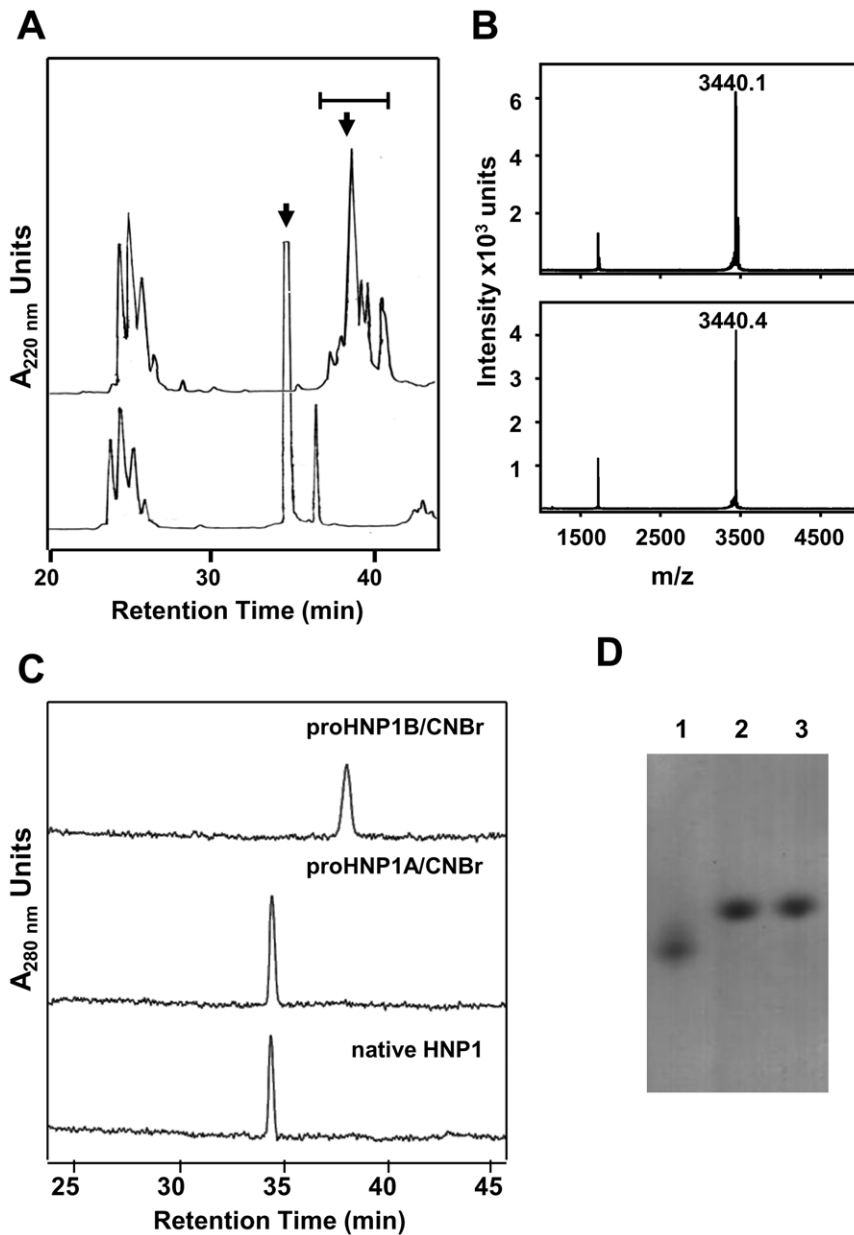 A
A220 nm Units
20 30 40
Retention Time (min)
B
Intensity x10³ units
3440.1
6
4
2
3440.4
4
3
2
1
1500 2500 3500 4500
m/z
C
A280 nm Units
proHNP1B/CNBr
proHNP1A/CNBr
native HNP1
25 30 35 40 45
Retention Time (min)
D
1 2 3